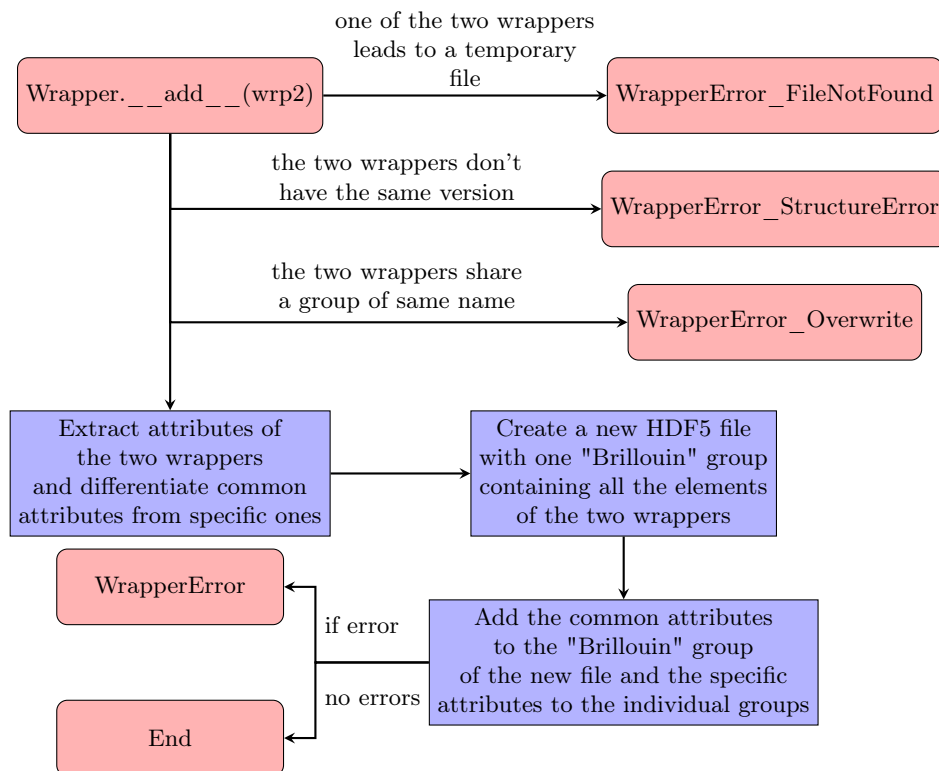 one of the two wrappers
leads to a temporary
file
Wrapper.__add__(wrp2)
WrapperError_FileNotFound
the two wrappers don't
have the same version
WrapperError_StructureError
the two wrappers share
a group of same name
WrapperError_Overwrite
Extract attributes of
the two wrappers
and differentiate common
attributes from specific ones
Create a new HDF5 file
with one "Brillouin" group
containing all the elements
of the two wrappers
WrapperError
if error
Add the common attributes
to the "Brillouin" group
of the new file and the specific
attributes to the individual groups
no errors
End